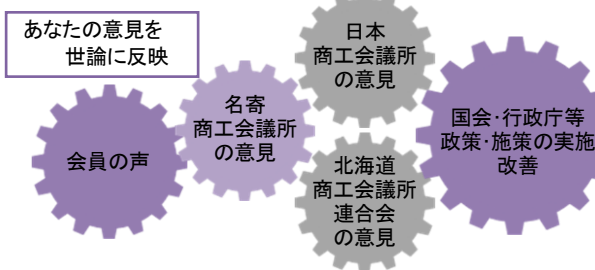 あなたの意見を
世論に反映
会員の声
名寄
商工会議所
の意見
日本
商工会議所
の意見
北海道
商工会議所
連合会
の意見
国会・行政庁等
政策・施策の実施
改善